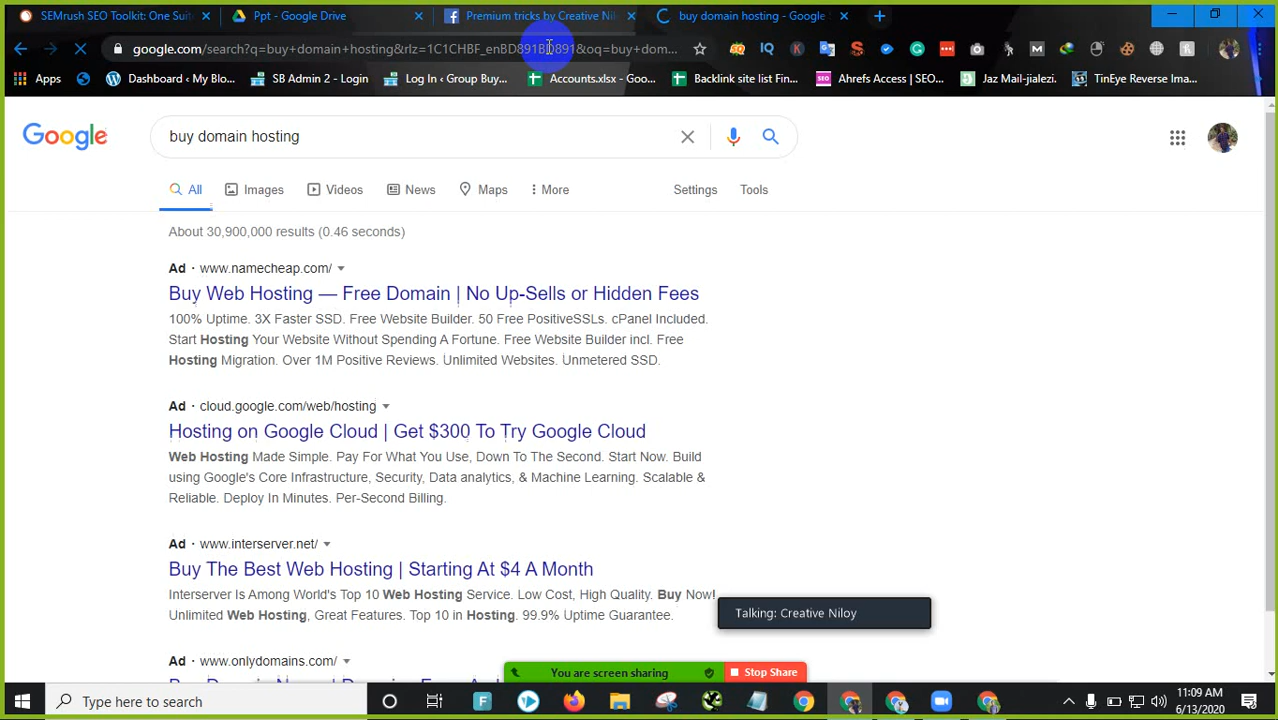 SEMrush SEO Toolkit: One Suit × Ppt - Google Drive × Premium tricks by Creative Nil × buy domain hosting - Google S × +
google.com/search?q=buy+domain+hosting&rlz=1C1CHBF_enBD891BD891&oq=buy+dom...
Apps Dashboard ‹ My Blo... SB Admin 2 - Login Log In ‹ Group Buy... Accounts.xlsx - Goo... Backlink site list Fin... Ahrefs Access | SEO... Jaz Mail-jialezi. TinEye Reverse Ima...
Google buy domain hosting
All Images Videos News Maps More Settings Tools
About 30,900,000 results (0.46 seconds)
Ad · www.namecheap.com/
Buy Web Hosting — Free Domain | No Up-Sells or Hidden Fees
100% Uptime. 3X Faster SSD. Free Website Builder. 50 Free PositiveSSLs. cPanel Included.
Start Hosting Your Website Without Spending A Fortune. Free Website Builder incl. Free
Hosting Migration. Over 1M Positive Reviews. Unlimited Websites. Unmetered SSD.
Ad · cloud.google.com/web/hosting
Hosting on Google Cloud | Get $300 To Try Google Cloud
Web Hosting Made Simple. Pay For What You Use, Down To The Second. Start Now. Build
using Google's Core Infrastructure, Security, Data analytics, & Machine Learning. Scalable &
Reliable. Deploy In Minutes. Per-Second Billing.
Ad · www.interserver.net/
Buy The Best Web Hosting | Starting At $4 A Month
Interserver Is Among World's Top 10 Web Hosting Service. Low Cost, High Quality. Buy Now!
Unlimited Web Hosting, Great Features. Top 10 in Hosting. 99.9% Uptime Guarantee.
Talking: Creative Niloy
Ad · www.onlydomains.com/
You are screen sharing Stop Share
Type here to search
11:09 AM
6/13/2020